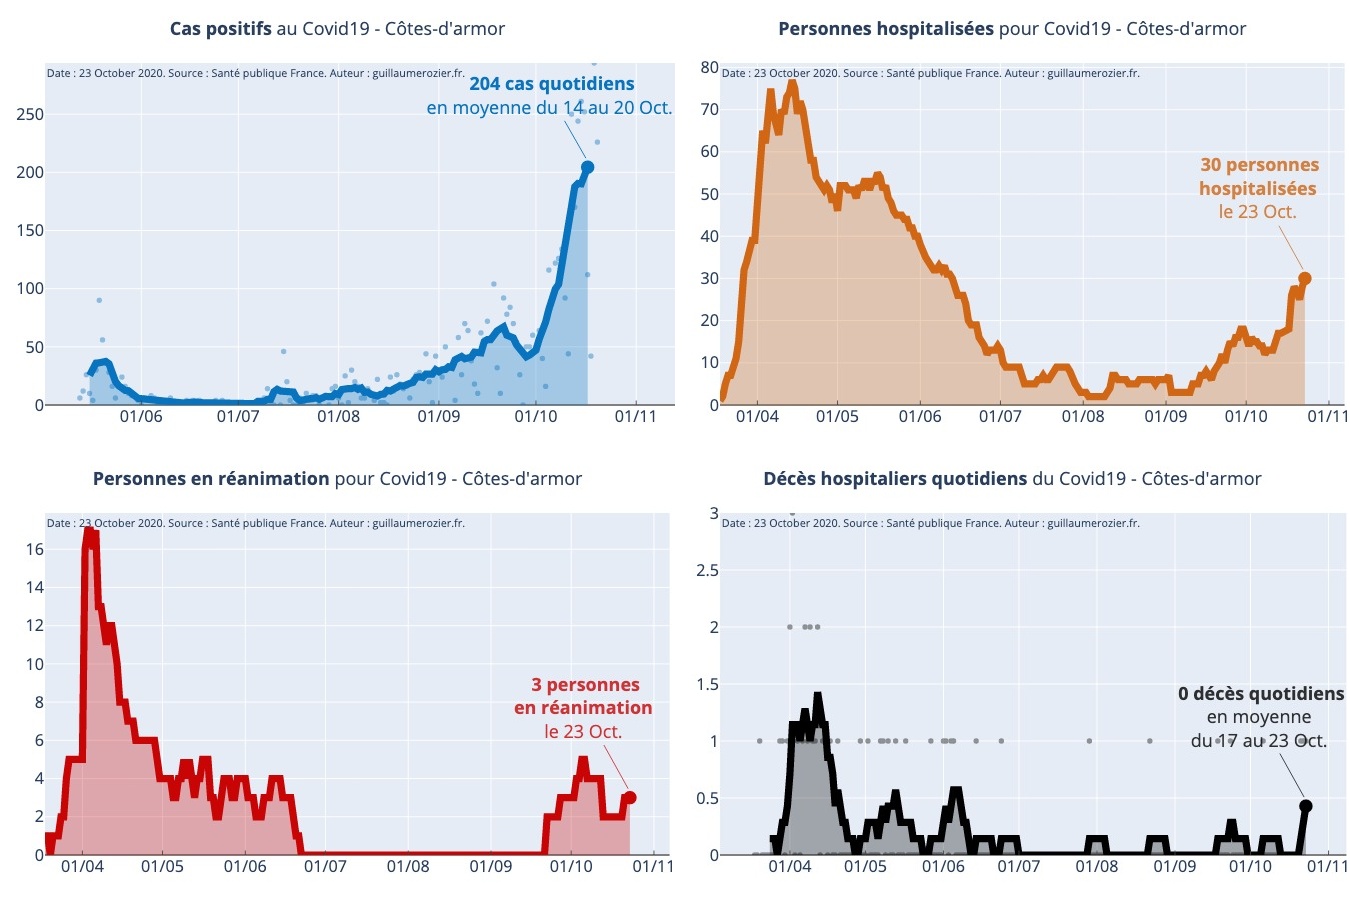 Cas positifs au Covid19 - Côtes-d'armor
Date : 23 October 2020. Source : Santé publique France. Auteur : guillaumerozier.fr.
204 cas quotidiens
en moyenne du 14 au 20 Oct.
250
200
150
100
50
0
01/06 01/07 01/08 01/09 01/10 01/11
Personnes hospitalisées pour Covid19 - Côtes-d'armor
Date : 23 October 2020. Source : Santé publique France. Auteur : guillaumerozier.fr.
80
70
60
50
40
30
20
10
0
30 personnes
hospitalisées
le 23 Oct.
01/04 01/05 01/06 01/07 01/08 01/09 01/10 01/11
Personnes en réanimation pour Covid19 - Côtes-d'armor
Date : 23 October 2020. Source : Santé publique France. Auteur : guillaumerozier.fr.
16
14
12
10
8
6
4
2
0
3 personnes
en réanimation
le 23 Oct.
01/04 01/05 01/06 01/07 01/08 01/09 01/10 01/11
Décès hospitaliers quotidiens du Covid19 - Côtes-d'armor
Date : 23 October 2020. Source : Santé publique France. Auteur : guillaumerozier.fr.
3
2.5
2
1.5
1
0.5
0
0 décès quotidiens
en moyenne
du 17 au 23 Oct.
01/04 01/05 01/06 01/07 01/08 01/09 01/10 01/11